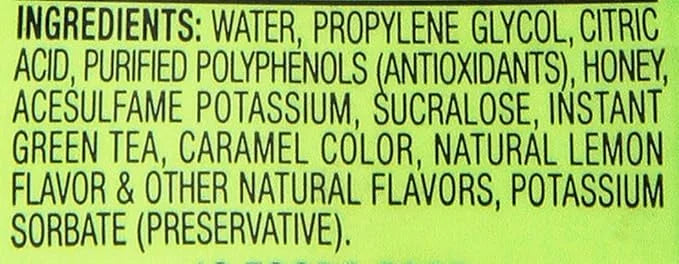 INGREDIENTS: WATER, PROPYLENE GLYCOL, CITRIC
ACID, PURIFIED POLYPHENOLS (ANTIOXIDANTS), HONEY,
ACESULFAME POTASSIUM, SUCRALOSE, INSTANT
GREEN TEA, CARAMEL COLOR, NATURAL LEMON
FLAVOR & OTHER NATURAL FLAVORS, POTASSIUM
SORBATE (PRESERVATIVE).